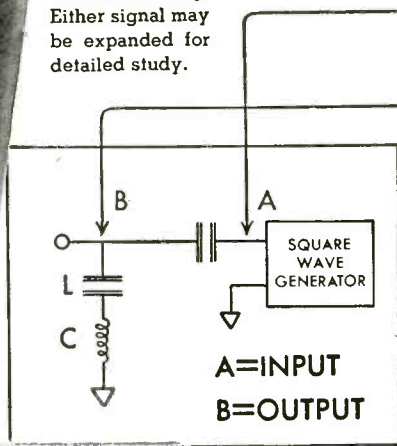 Either signal may
be expanded for
detailed study.
B
A
SQUARE
WAVE
GENERATOR
L
C
A=INPUT
B=OUTPUT